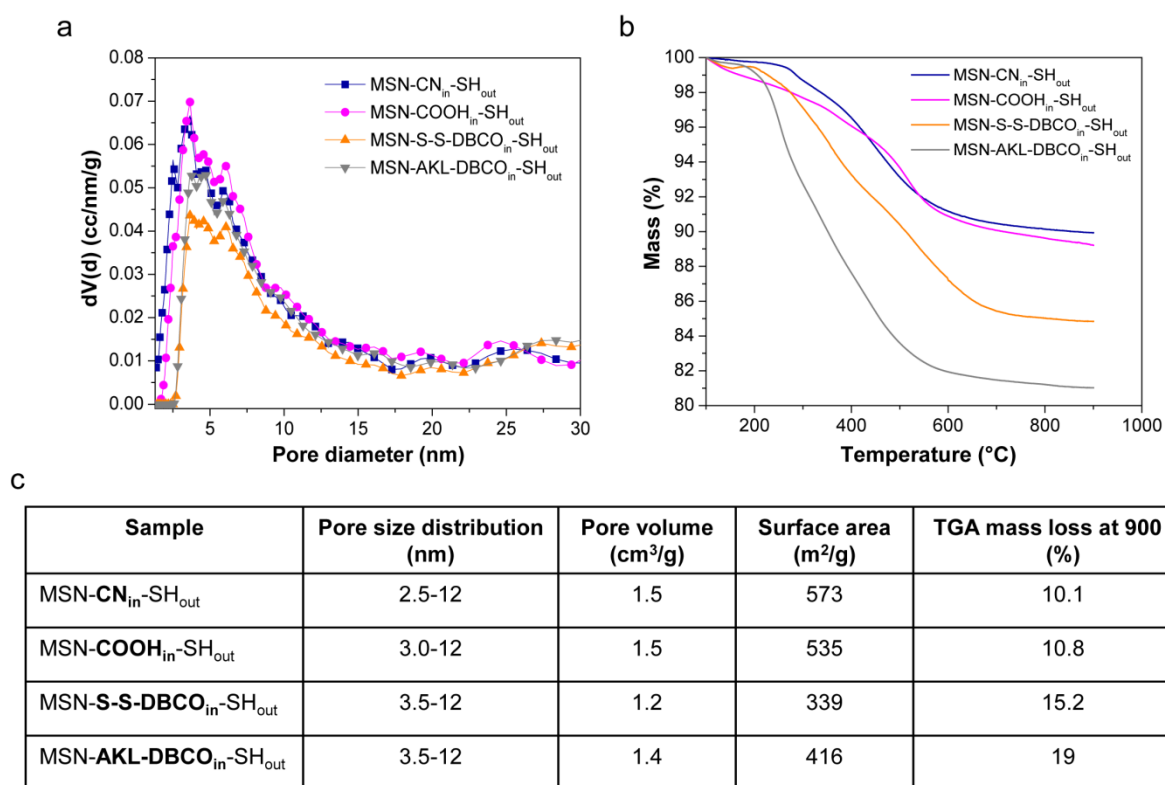 a
0.08
0.07
0.06
0.05
0.04
0.03
0.02
0.01
0.00
dV(d) (cc/nm/g)
MSN-CNin-SHout
MSN-COOHin-SHout
MSN-S-S-DBCOin-SHout
MSN-AKL-DBCOin-SHout
5 10 15 20 25 30
Pore diameter (nm)
b
100
98
96
94
92
90
88
86
84
82
80
Mass (%)
MSN-CNin-SHout
MSN-COOHin-SHout
MSN-S-S-DBCOin-SHout
MSN-AKL-DBCOin-SHout
200 400 600 800 1000
Temperature (°C)
c
Sample Pore size distribution (nm) Pore volume (cm³/g) Surface area (m²/g) TGA mass loss at 900 (%)
MSN-CNin-SHout 2.5-12 1.5 573 10.1
MSN-COOHin-SHout 3.0-12 1.5 535 10.8
MSN-S-S-DBCOin-SHout 3.5-12 1.2 339 15.2
MSN-AKL-DBCOin-SHout 3.5-12 1.4 416 19